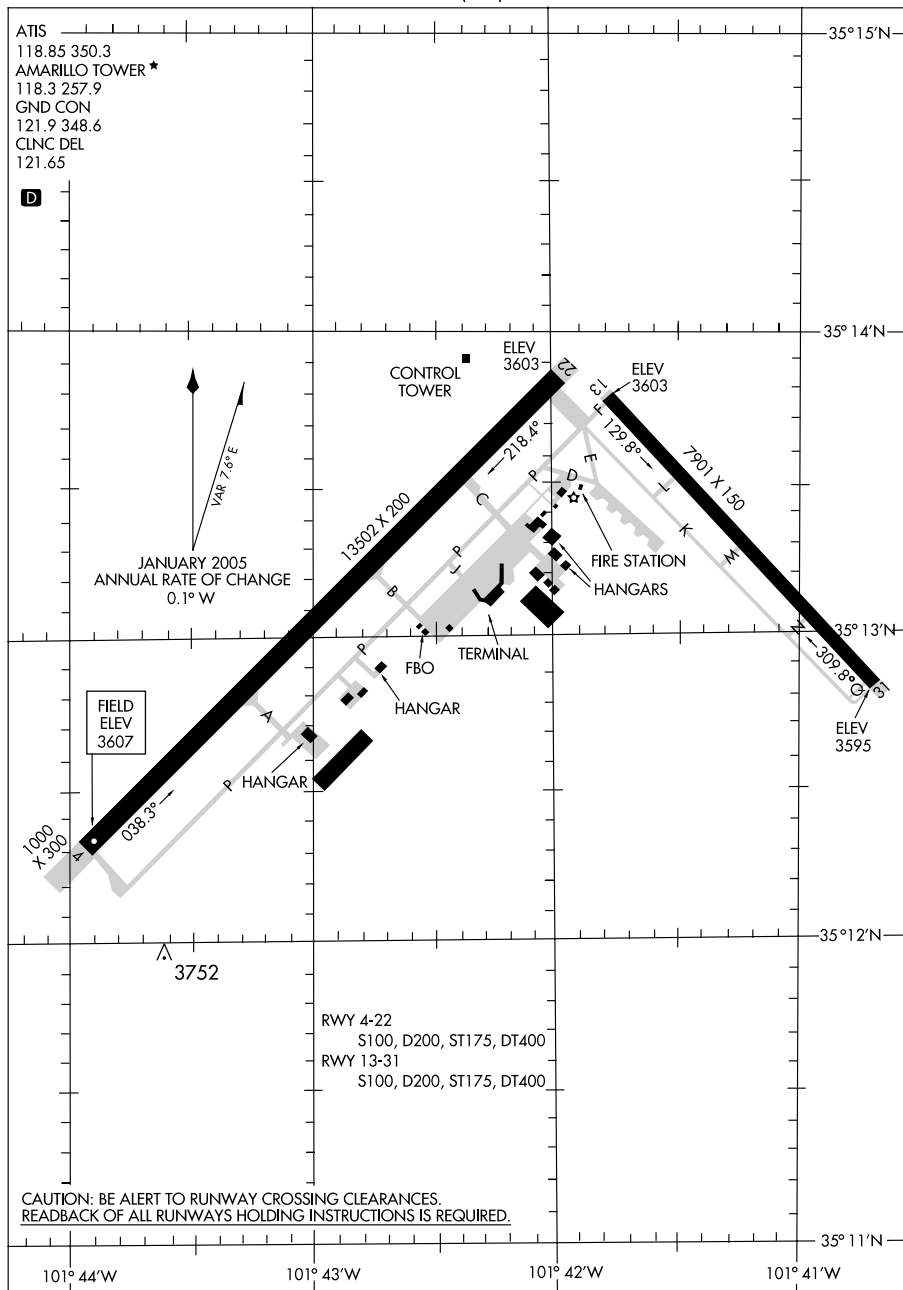 ATIS
118.85 350.3
AMARILLO TOWER ★
118.3 257.9
GND CON
121.9 348.6
CLNC DEL
121.65
D
35° 15' N
35° 14' N
CONTROL
TOWER
ELEV
3603
22
13
ELEV
3603
F
129.8°
218.4°
7901 X 150
13502 X 200
VAR 7.6° E
JANUARY 2005
ANNUAL RATE OF CHANGE
0.1° W
P
D
E
L
C
K
M
P
J
B
FIRE STATION
HANGARS
N
35° 13' N
P
FBO
TERMINAL
309.8°
Q
31
HANGAR
FIELD
ELEV
3607
A
ELEV
3595
HANGAR
P
038.3°
1000
X 300
4
35° 12' N
3752
RWY 4-22
S100, D200, ST175, DT400
RWY 13-31
S100, D200, ST175, DT400
CAUTION: BE ALERT TO RUNWAY CROSSING CLEARANCES.
READBACK OF ALL RUNWAYS HOLDING INSTRUCTIONS IS REQUIRED.
35° 11' N
101° 44' W
101° 43' W
101° 42' W
101° 41' W